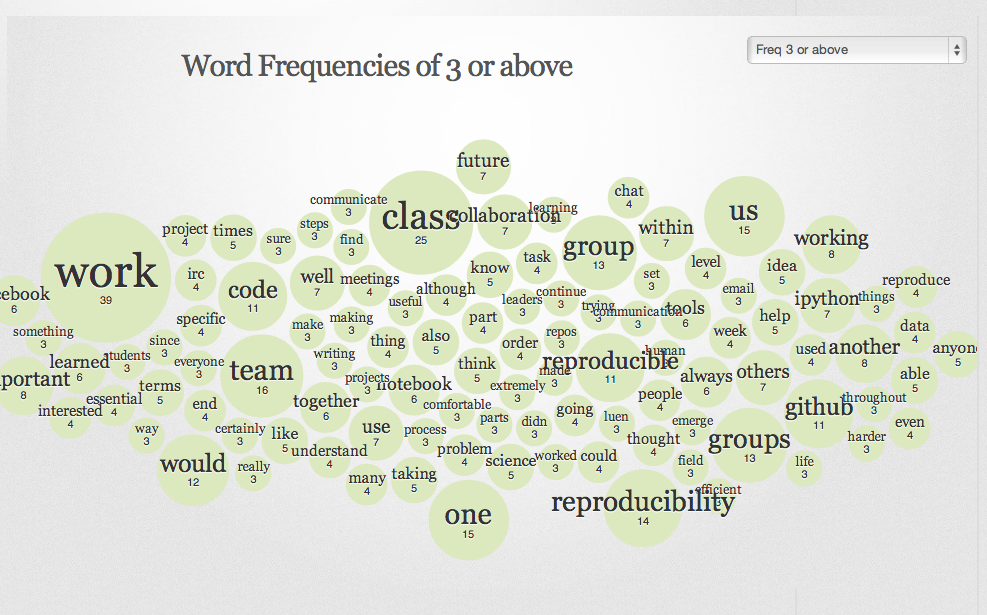 Freq 3 or above
Word Frequencies of 3 or above
future
7
communicate
3
chat
4
class
25
collaboration
7
learning
us
15
project
4
times
5
sure
3
steps
3
find
3
group
13
within
7
working
8
work
39
irc
4
code
11
well
7
meetings
4
know
5
task
4
set
3
level
4
idea
5
reproduce
4
cebook
6
useful
3
although
4
leaders
3
continue
3
trying
3
communication
3
tools
6
email
3
ipython
7
things
3
something
3
specific
4
make
3
making
3
part
4
repos
3
week
4
help
5
data
4
since
3
thing
4
also
5
order
4
human
used
4
another
8
anyon
5
learned
6
students
3
everyone
3
team
16
writing
3
think
5
made
3
reproducible
11
always
6
others
7
able
5
portant
8
terms
5
projects
3
notebook
6
extremely
3
people
4
throughout
3
interested
4
essential
4
end
4
together
6
comfortable
3
parts
3
didn
3
going
4
luen
3
emerge
3
github
11
even
4
way
3
certainly
3
like
5
use
7
process
3
thought
4
groups
13
harder
3
would
12
really
3
understand
4
many
4
taking
5
problem
4
science
5
worked
3
could
4
field
3
life
3
one
15
reproducibility
14
efficient